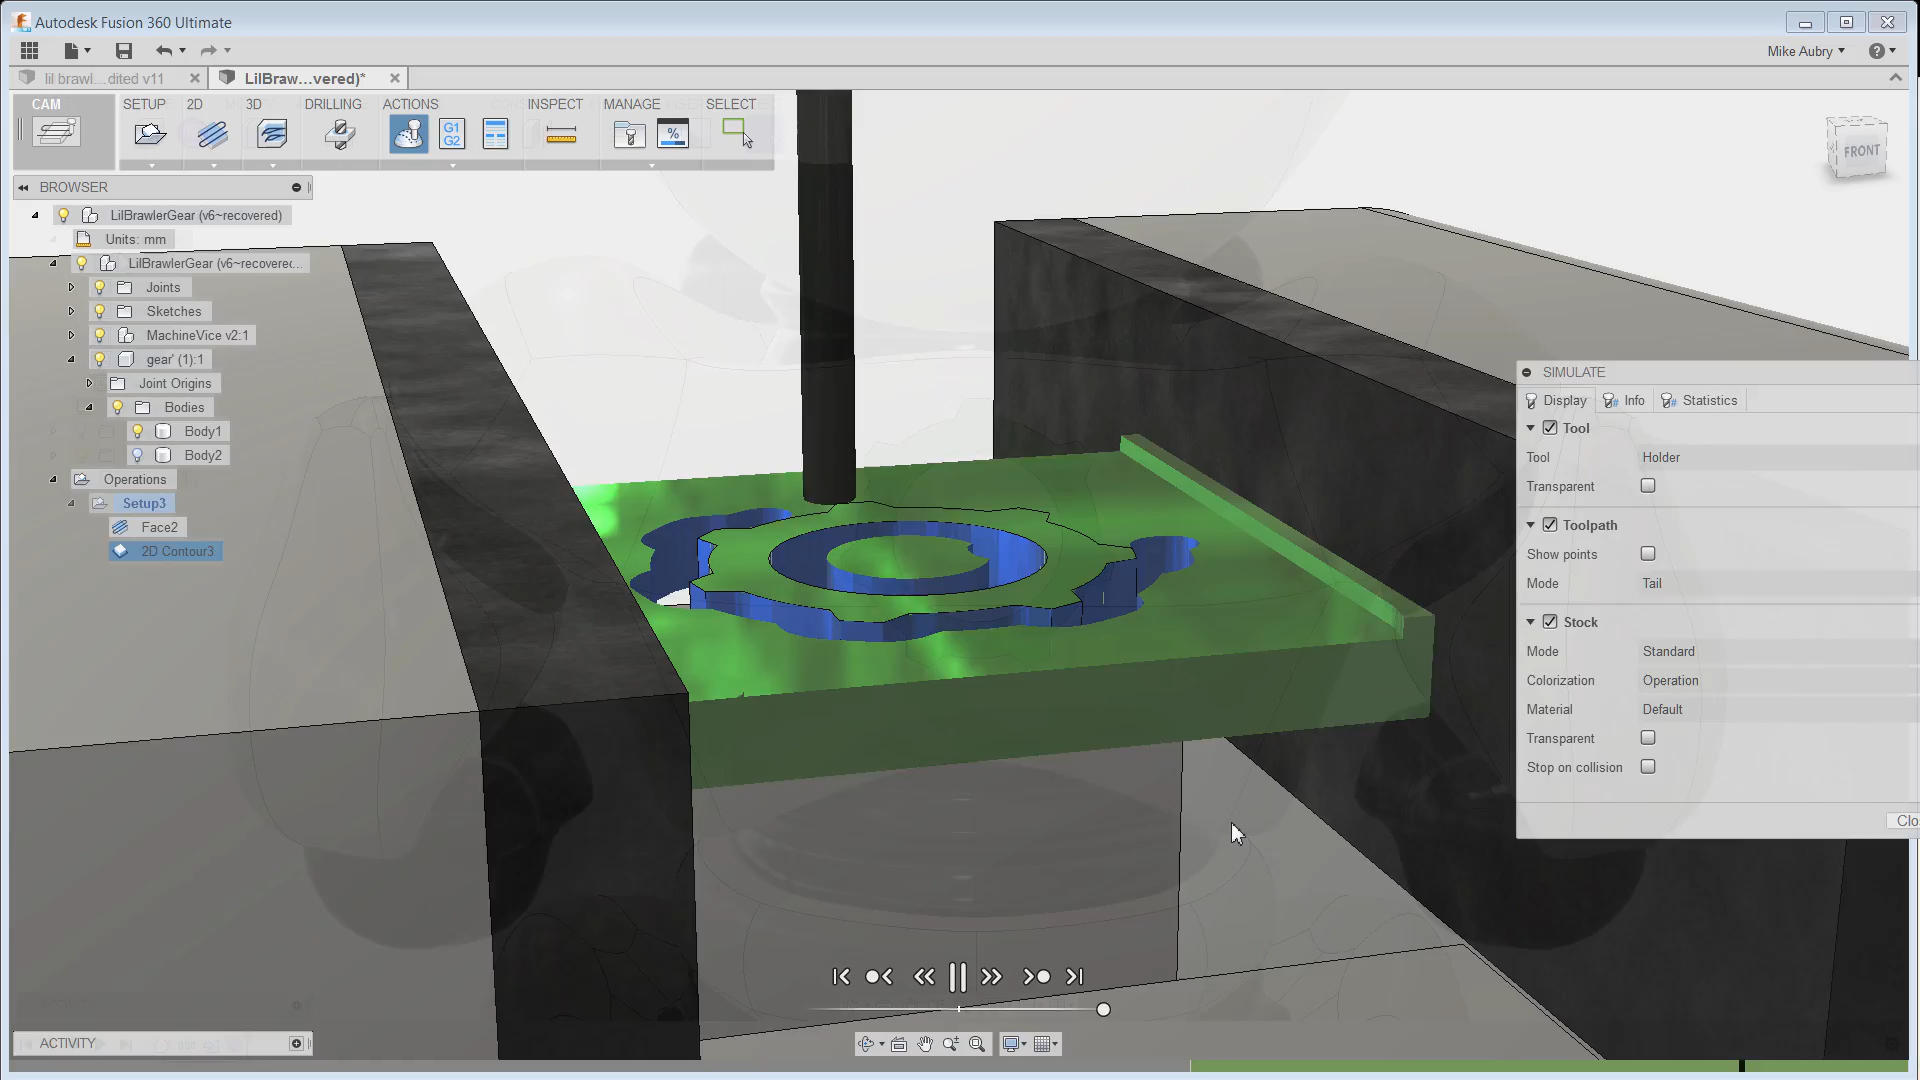 Autodesk Fusion 360 Ultimate
Mike Aubry
lil brawl....dited v11
LilBraw...vered)*
CAM
SETUP
2D
3D
DRILLING
ACTIONS
INSPECT
MANAGE
SELECT
G1
G2
%
FRONT
BROWSER
LilBrawlerGear (v6~recovered)
Units: mm
LilBrawlerGear (v6~recoverec...
Joints
Sketches
MachineVice v2:1
gear' (1):1
Joint Origins
Bodies
Body1
Body2
Operations
Setup3
Face2
2D Contour3
SIMULATE
Display
Info
Statistics
Tool
Tool Holder
Transparent
Toolpath
Show points
Mode Tail
Stock
Mode Standard
Colorization Operation
Material Default
Transparent
Stop on collision
Clo
ACTIVITY